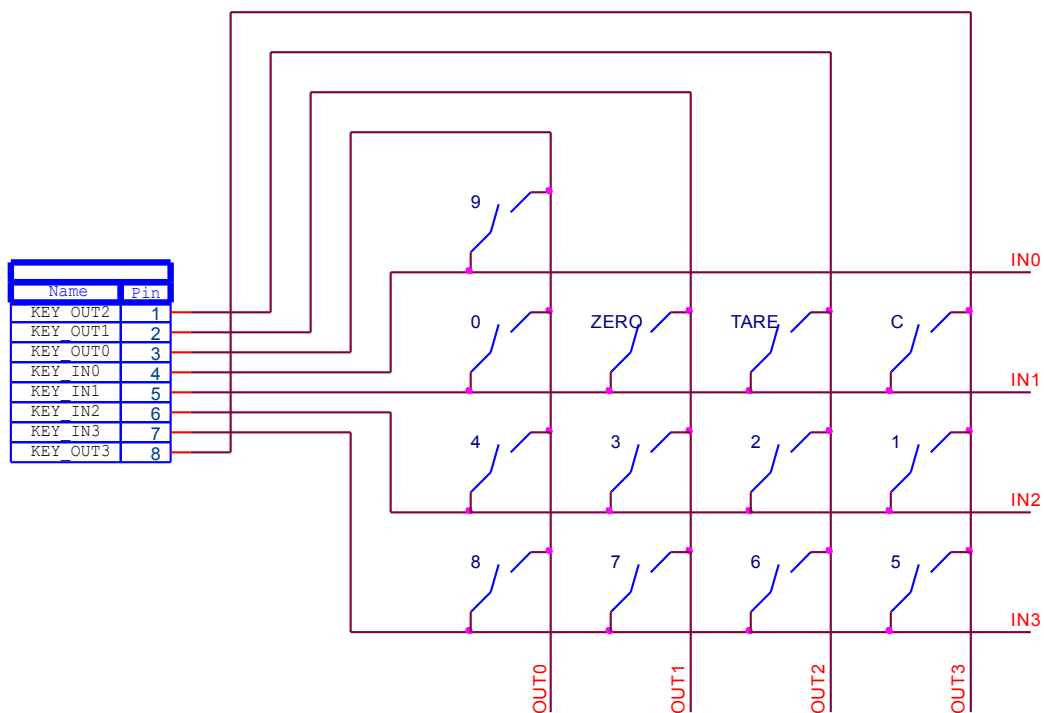 9
IN0
Name Pin
KEY_OUT2 1
KEY_OUT1 2
KEY_OUT0 3
KEY_IN0 4
KEY_IN1 5
KEY_IN2 6
KEY_IN3 7
KEY_OUT3 8
0 ZERO TARE C
IN1
4 3 2 1
IN2
8 7 6 5
IN3
OUT0 OUT1 OUT2 OUT3